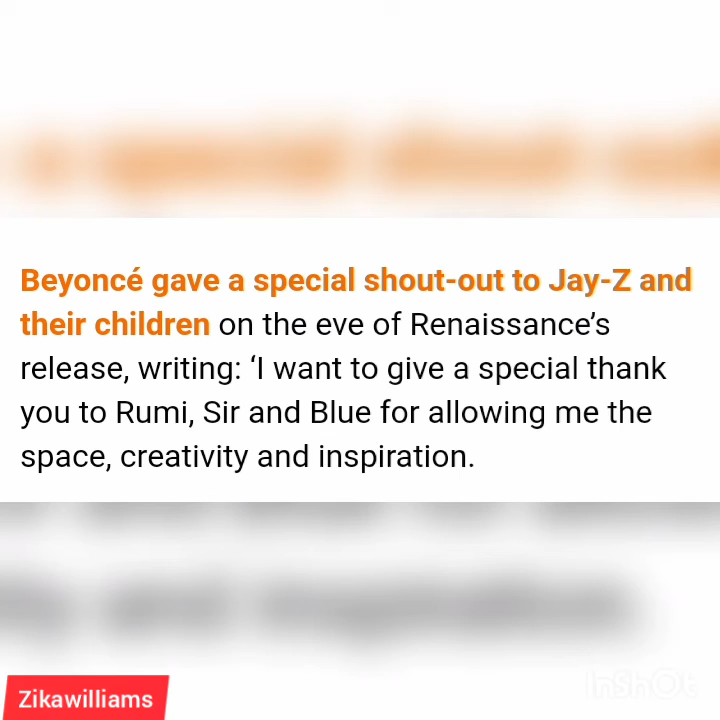 Beyoncé gave a special shout-out to Jay-Z and
their children on the eve of Renaissance’s
release, writing: ‘I want to give a special thank
you to Rumi, Sir and Blue for allowing me the
space, creativity and inspiration.
Zikawilliams
InShOt